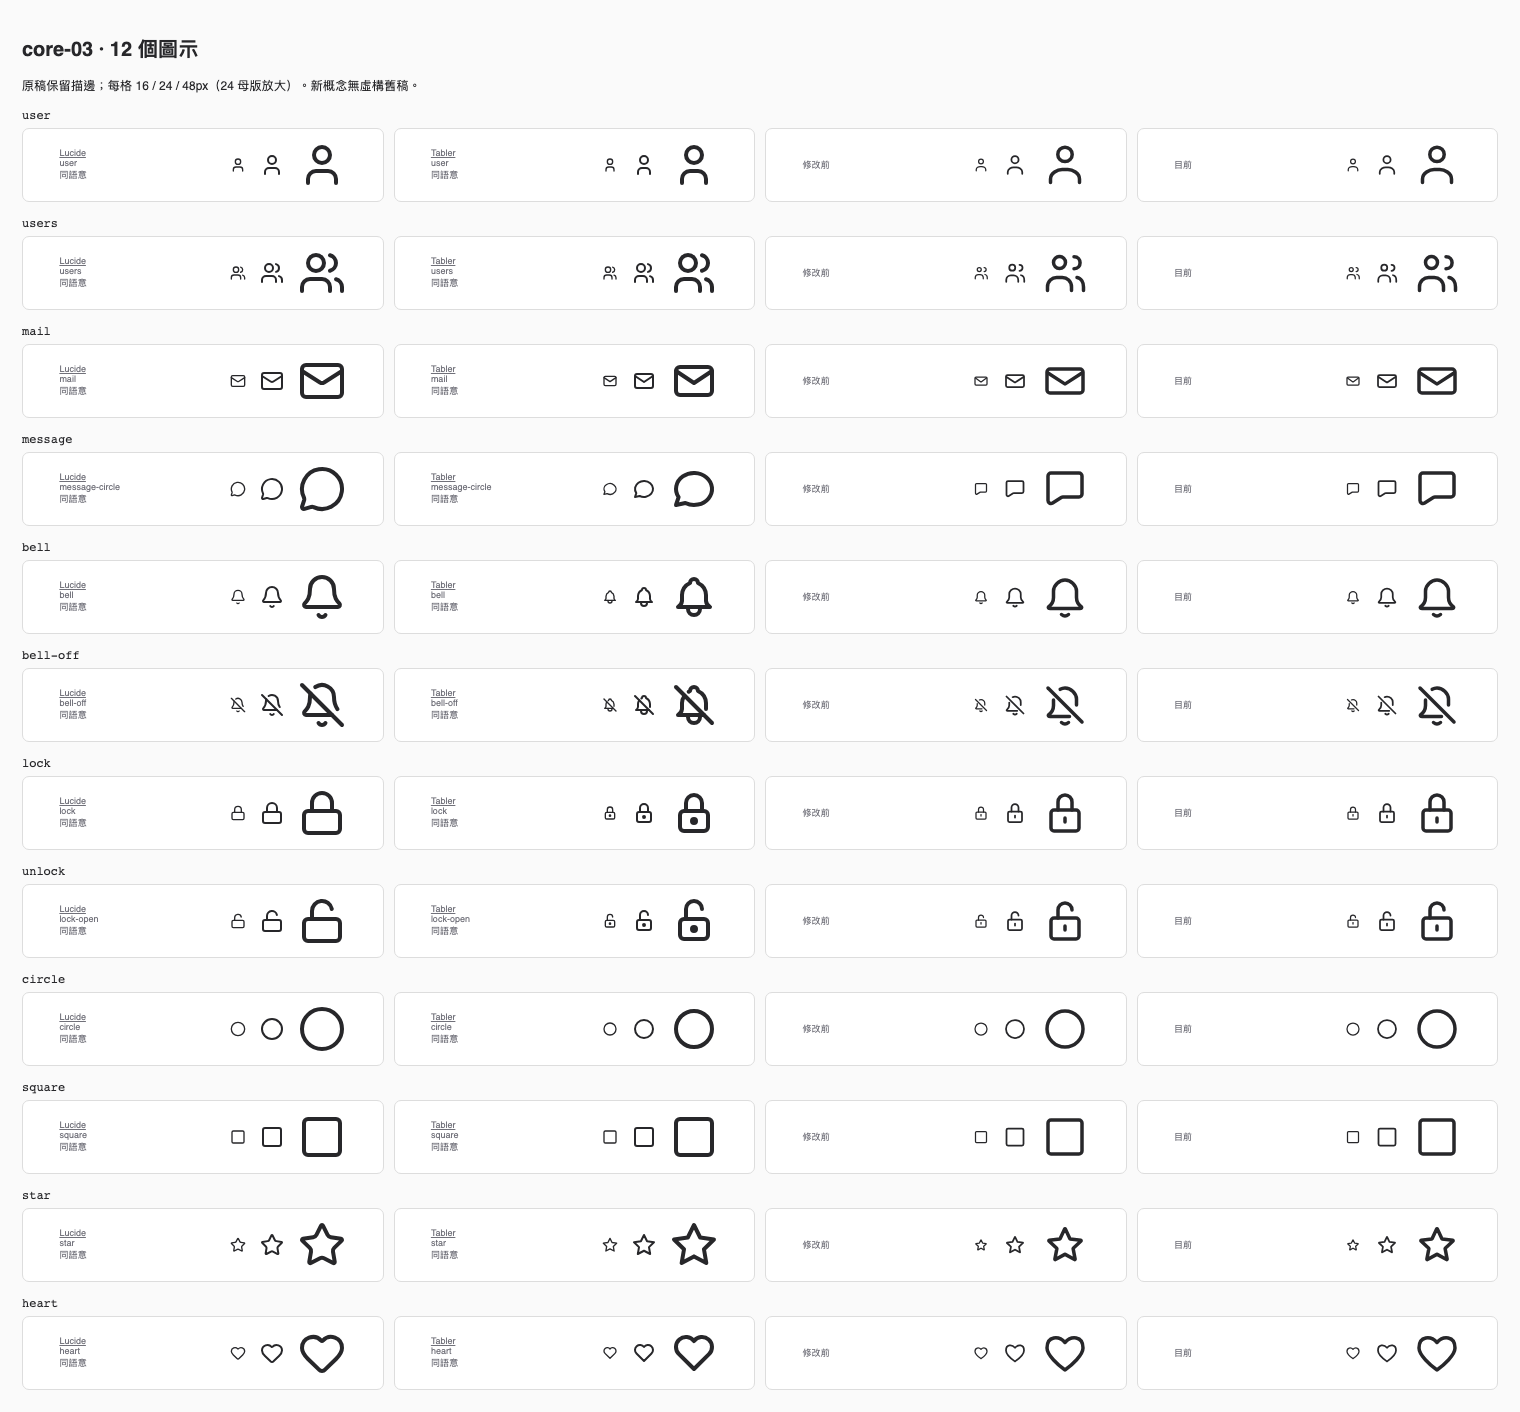 core-03 · 12 個圖示
原稿保留描邊；每格 16 / 24 / 48px（24 母版放大）。新概念無虛構舊稿。
user
Lucide
user
同語意
Tabler
user
同語意
修改前
目前
users
Lucide
users
同語意
Tabler
users
同語意
修改前
目前
mail
Lucide
mail
同語意
Tabler
mail
同語意
修改前
目前
message
Lucide
message-circle
同語意
Tabler
message-circle
同語意
修改前
目前
bell
Lucide
bell
同語意
Tabler
bell
同語意
修改前
目前
bell-off
Lucide
bell-off
同語意
Tabler
bell-off
同語意
修改前
目前
lock
Lucide
lock
同語意
Tabler
lock
同語意
修改前
目前
unlock
Lucide
lock-open
同語意
Tabler
lock-open
同語意
修改前
目前
circle
Lucide
circle
同語意
Tabler
circle
同語意
修改前
目前
square
Lucide
square
同語意
Tabler
square
同語意
修改前
目前
star
Lucide
star
同語意
Tabler
star
同語意
修改前
目前
heart
Lucide
heart
同語意
Tabler
heart
同語意
修改前
目前